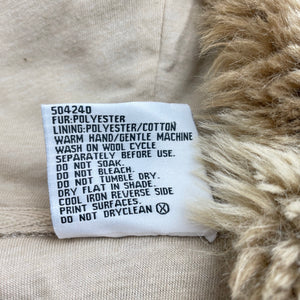 504240
FUR:POLYESTER
LINING:POLYESTER/COTTON
WARM HAND/GENTLE MACHINE
WASH ON WOOL CYCLE
SEPARATELY BEFORE USE.
DO NOT SOAK.
DO NOT BLEACH.
DO NOT TUMBLE DRY.
DRY FLAT IN SHADE.
COOL IRON REVERSE SIDE
PRINT SURFACES.
DO NOT DRYCLEAN Ⓧ